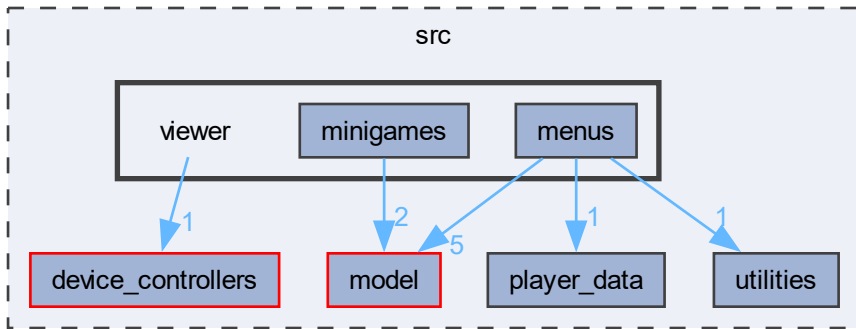 src
viewer
minigames
menus
1
2
5
1
1
device_controllers
model
player_data
utilities